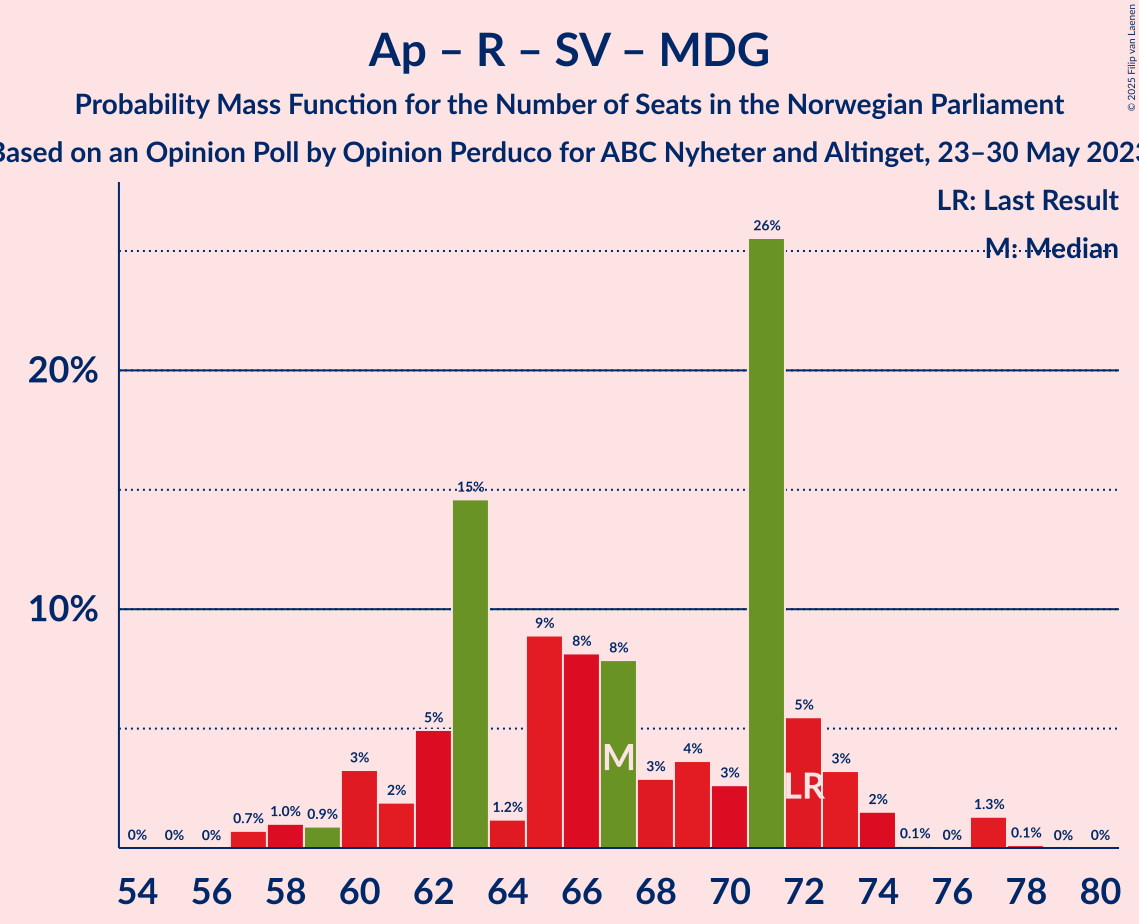 Ap – R – SV – MDG
Probability Mass Function for the Number of Seats in the Norwegian Parliament
Based on an Opinion Poll by Opinion Perduco for ABC Nyheter and Altinget, 23–30 May 2023
© 2025 Filip van Laenen
LR: Last Result
M: Median
20%
10%
0% 0% 0% 0.7% 1.0% 0.9% 3% 2% 5% 15% 1.2% 9% 8% 8% 3% 4% 3% 26% 5% 3% 2% 0.1% 0% 1.3% 0.1% 0% 0%
M
LR
54 56 58 60 62 64 66 68 70 72 74 76 78 80